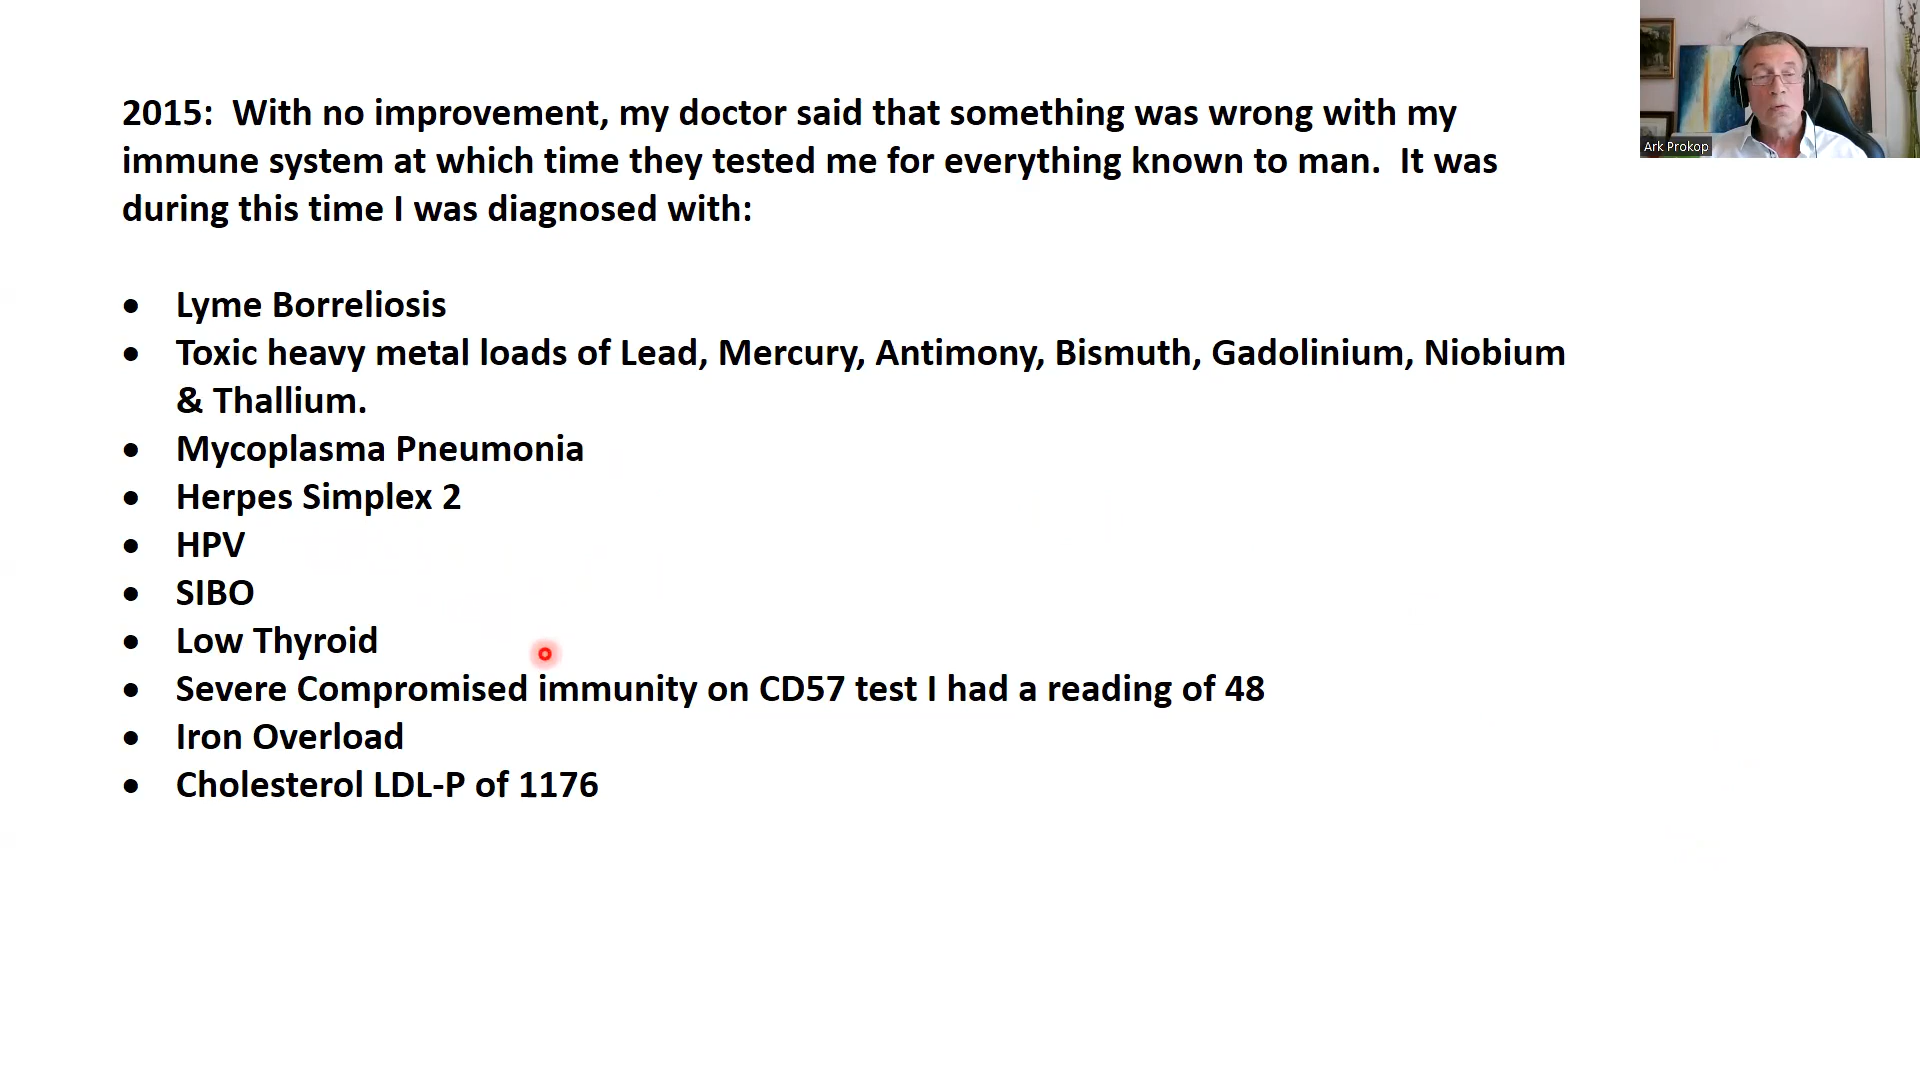 2015:  With no improvement, my doctor said that something was wrong with my
immune system at which time they tested me for everything known to man.  It was
during this time I was diagnosed with:
• Lyme Borreliosis
• Toxic heavy metal loads of Lead, Mercury, Antimony, Bismuth, Gadolinium, Niobium
& Thallium.
• Mycoplasma Pneumonia
• Herpes Simplex 2
• HPV
• SIBO
• Low Thyroid
• Severe Compromised immunity on CD57 test I had a reading of 48
• Iron Overload
• Cholesterol LDL-P of 1176
Ark Prokop